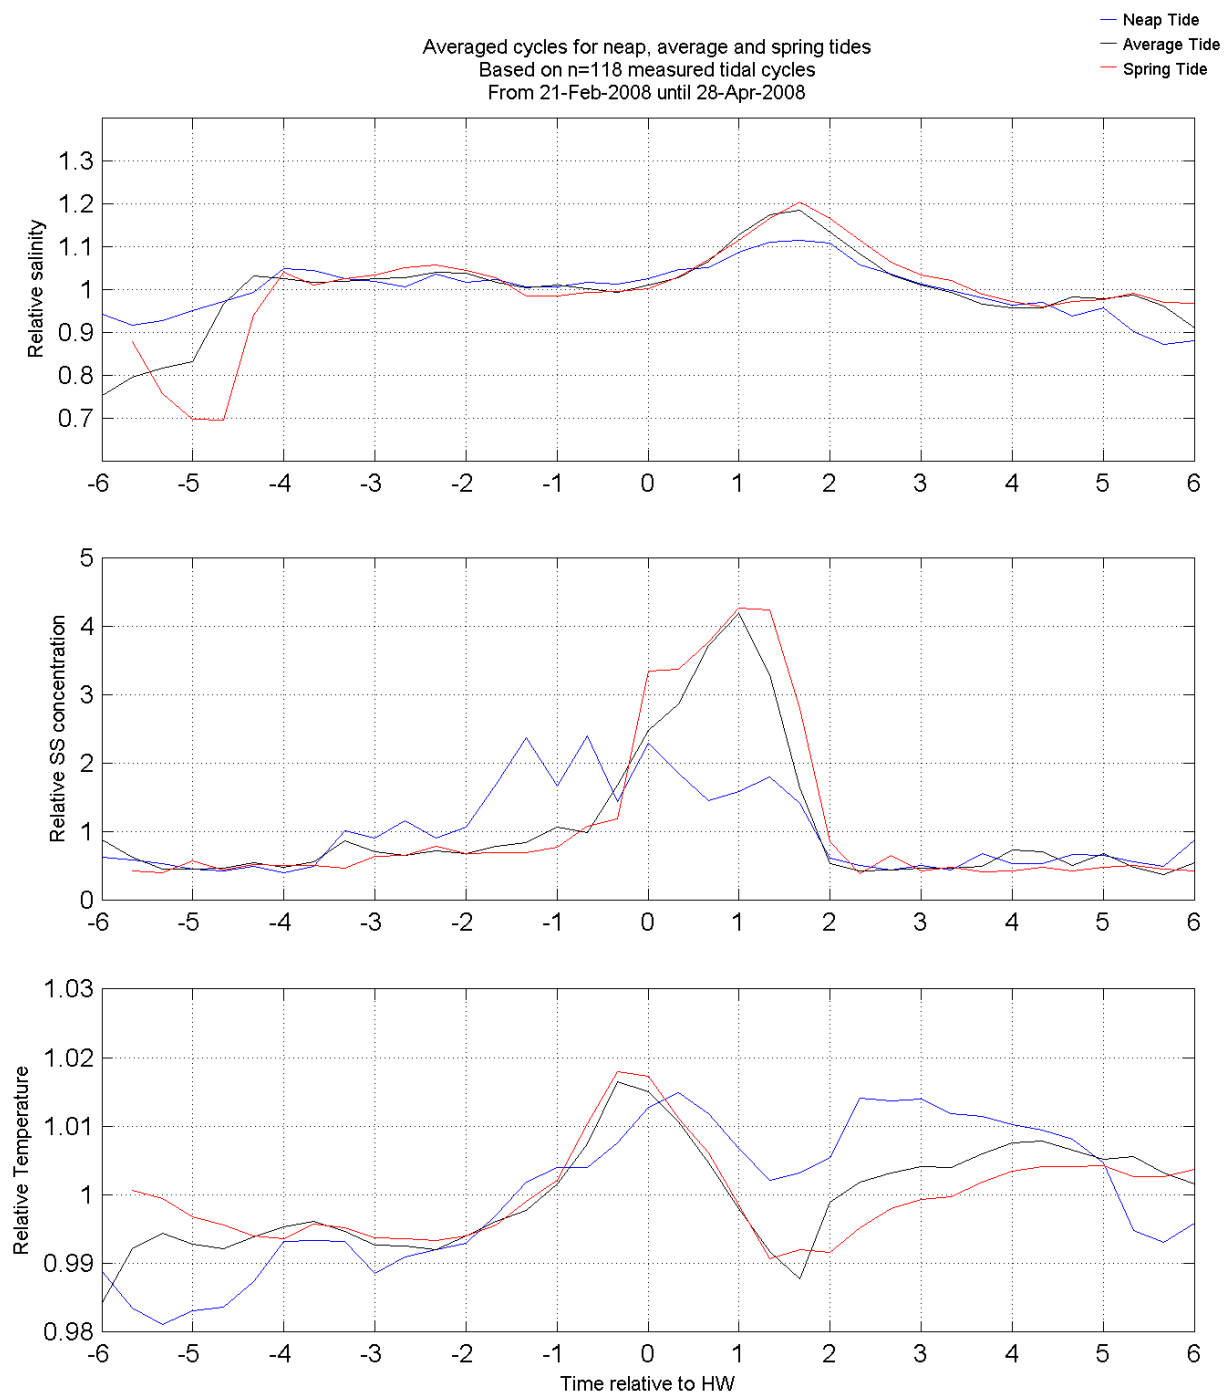 Neap Tide
Average Tide
Spring Tide
Averaged cycles for neap, average and spring tides
Based on n=118 measured tidal cycles
From 21-Feb-2008 until 28-Apr-2008
Relative salinity
1.3
1.2
1.1
1
0.9
0.8
0.7
-6 -5 -4 -3 -2 -1 0 1 2 3 4 5 6
Relative SS concentration
5
4
3
2
1
0
-6 -5 -4 -3 -2 -1 0 1 2 3 4 5 6
Relative Temperature
1.03
1.02
1.01
1
0.99
0.98
-6 -5 -4 -3 -2 -1 0 1 2 3 4 5 6
Time relative to HW